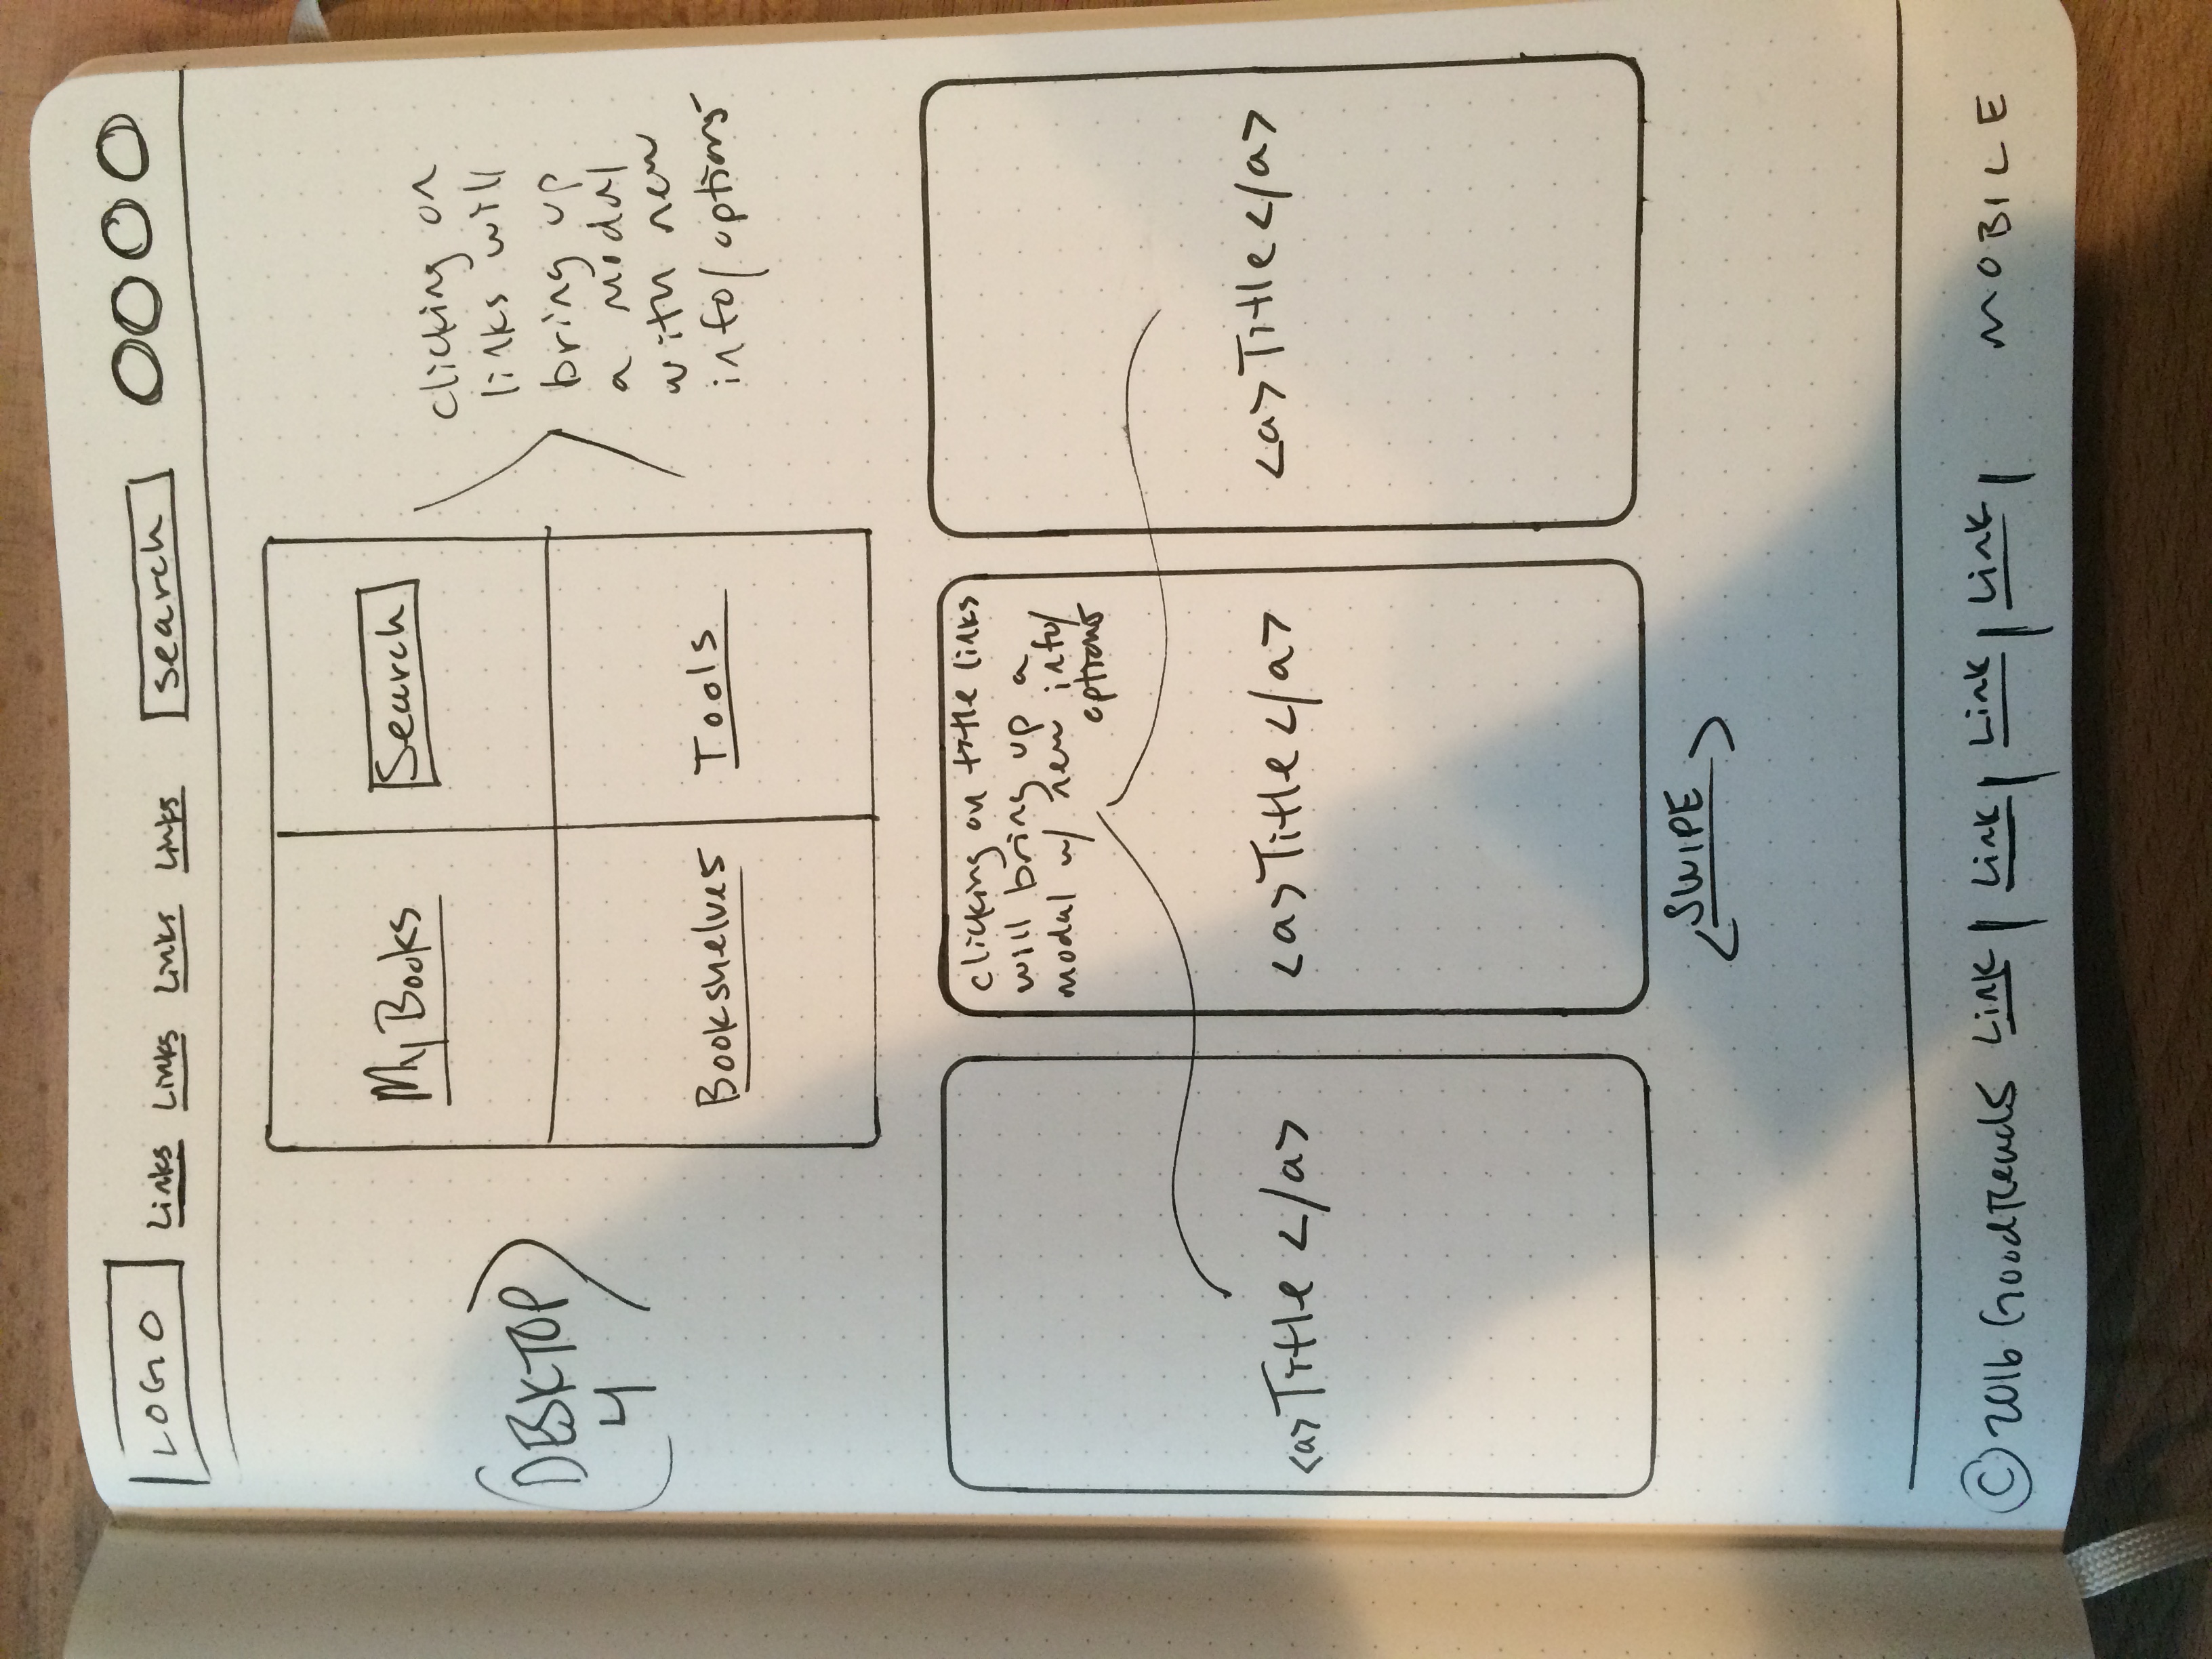 LOGO Links Links Links Links Search
My Books Search
Bookshelves Tools
(DESKTOP
4)
clicking on
links will
bring up
a modal
with new
info/options
clicking on title links
will bring up a
modal w/ new info/
options
<a>Title</a> <a>Title</a> <a>Title</a>
<SWIPE>
© 2016 GoodReads Link | Link | Link | Link | MOBILE